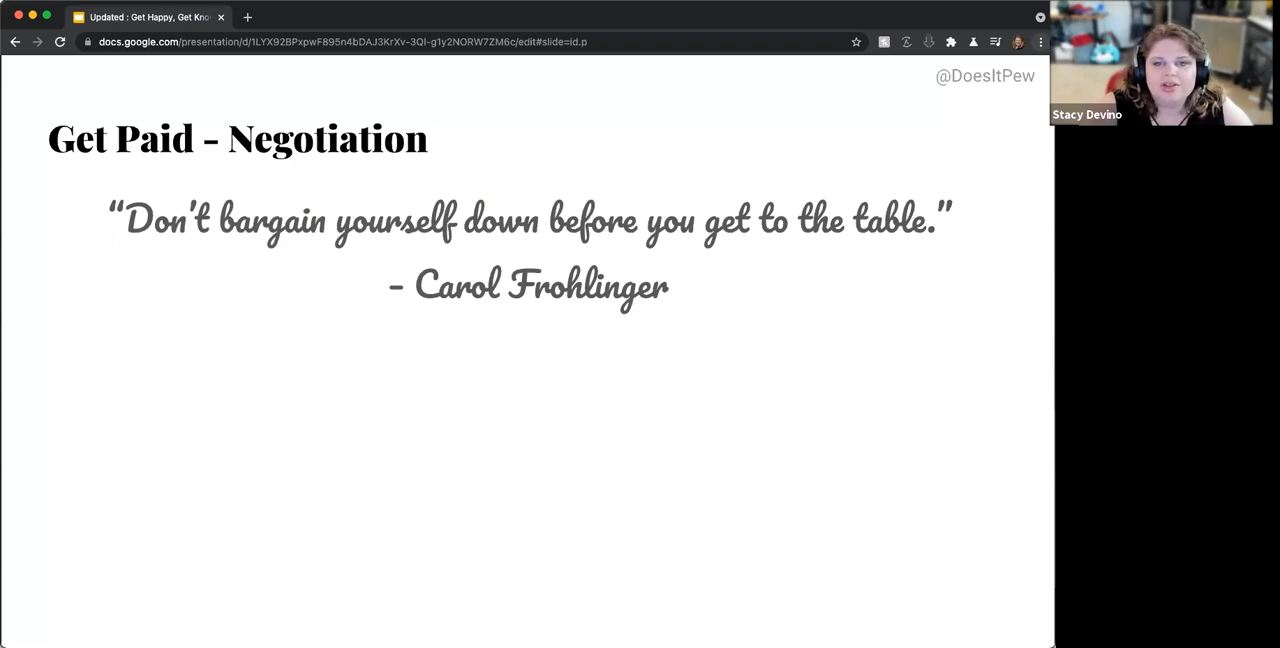 Updated : Get Happy, Get Kno
docs.google.com/presentation/d/1LYX92BPxpwF895n4bDAJ3KrXv-3QI-g1y2NORW7ZM6c/edit#slide=id.p
@DoesItPew
Stacy Devino
Get Paid - Negotiation
“Don't bargain yourself down before you get to the table.”
- Carol Frohlinger